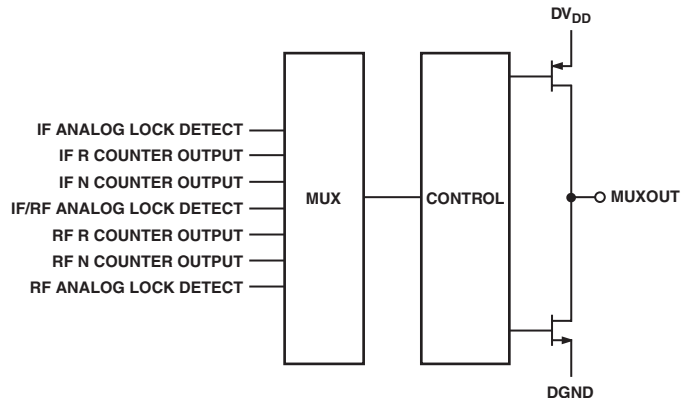 DVDD
IF ANALOG LOCK DETECT
IF R COUNTER OUTPUT
IF N COUNTER OUTPUT
IF/RF ANALOG LOCK DETECT
RF R COUNTER OUTPUT
RF N COUNTER OUTPUT
RF ANALOG LOCK DETECT
MUX
CONTROL
MUXOUT
DGND